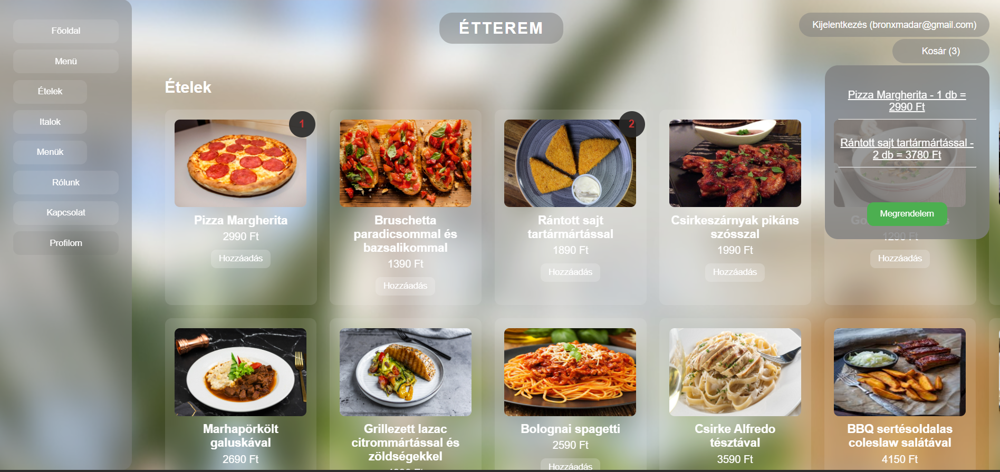 Főoldal
Menü
Ételek
Italok
Menük
Rólunk
Kapcsolat
Profilom
ÉTTEREM
Kijelentkezés (bronxmadar@gmail.com)
Kosár (3)
Pizza Margherita - 1 db =
2990 Ft
Rántott sajt tartármártással -
2 db = 3780 Ft
Megrendelem
Ételek
1
Pizza Margherita
2990 Ft
Hozzáadás
Bruschetta
paradicsommal és
bazsalikommal
1390 Ft
Hozzáadás
2
Rántott sajt
tartármártással
1890 Ft
Hozzáadás
Csirkeszárnyak pikáns
szósszal
1990 Ft
Hozzáadás
1290 Ft
Hozzáadás
Marhapörkölt
galuskával
2690 Ft
Grillezett lazac
citrommártással és
zöldségekkel
Bolognai spagetti
2590 Ft
Hozzáadás
Csirke Alfredo
tésztával
3590 Ft
BBQ sertésoldalas
coleslaw salátával
4150 Ft